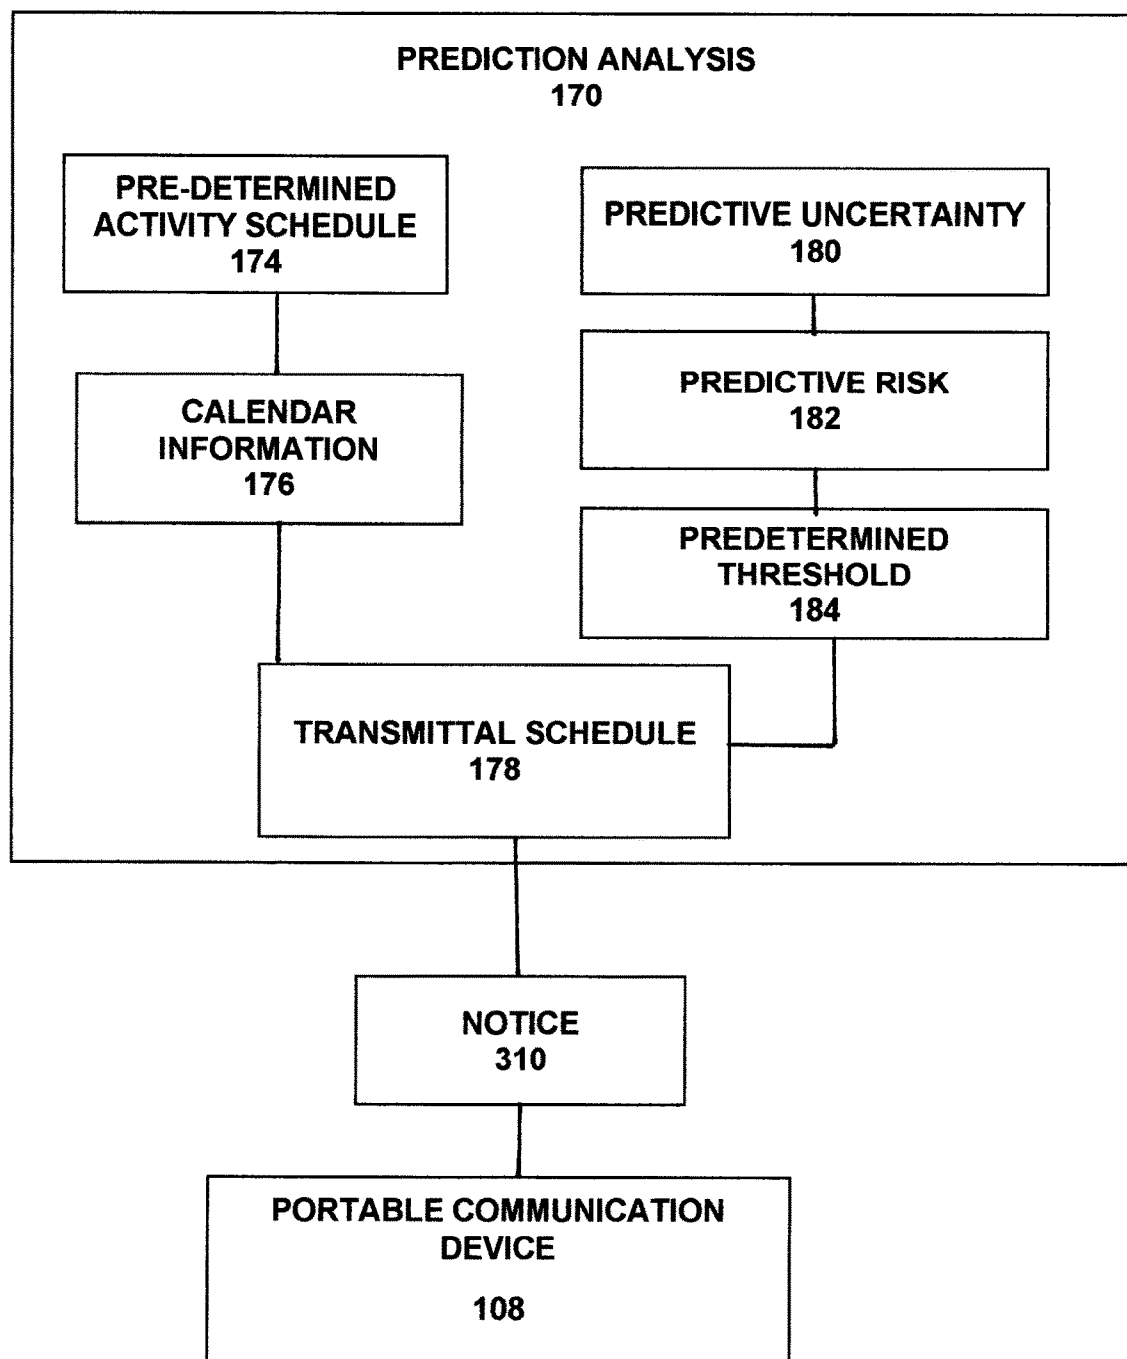 PREDICTION ANALYSIS
170
PRE-DETERMINED
ACTIVITY SCHEDULE
174
CALENDAR
INFORMATION
176
PREDICTIVE UNCERTAINTY
180
PREDICTIVE RISK
182
PREDETERMINED
THRESHOLD
184
TRANSMITTAL SCHEDULE
178
NOTICE
310
PORTABLE COMMUNICATION
DEVICE
108